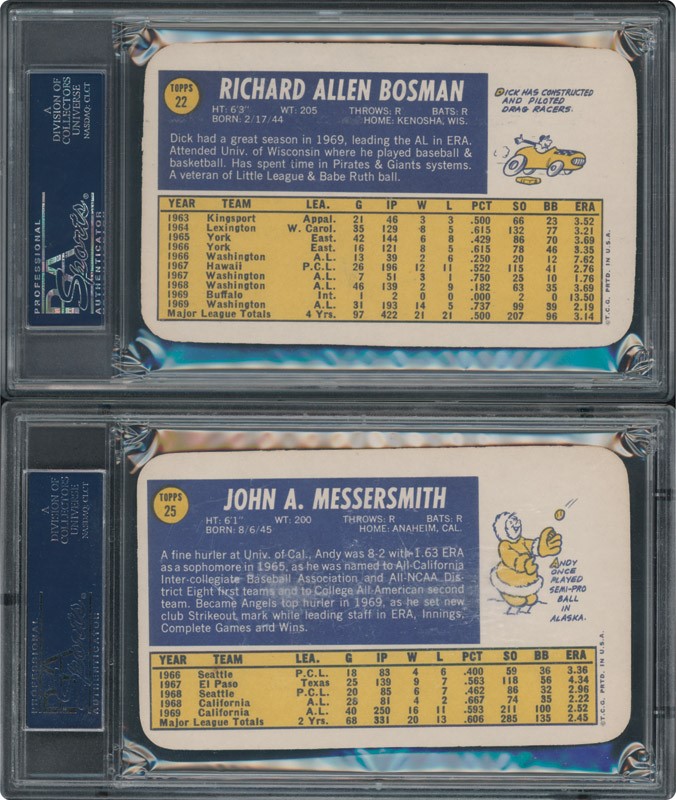 A
DIVISION OF
COLLECTORS
UNIVERSE
NASDAQ: CLCT
PROFESSIONAL
PSA
Sports
AUTHENTICATOR
TOPPS
22
RICHARD ALLEN BOSMAN
HT: 6'3" WT: 205 THROWS: R BATS: R
BORN: 2/17/44 HOME: KENOSHA, WIS.
Dick had a great season in 1969, leading the AL in ERA.
Attended Univ. of Wisconsin where he played baseball &
basketball. Has spent time in Pirates & Giants systems.
A veteran of Little League & Babe Ruth ball.
DICK HAS CONSTRUCTED
AND PILOTED
DRAG RACERS.
YEAR TEAM LEA. G IP W L PCT SO BB ERA
1963 Kingsport Appal. 21 46 3 3 .500 66 23 3.52
1964 Lexington W. Carol. 35 129 8 5 .615 132 77 3.21
1965 York East. 42 144 6 8 .429 86 70 3.69
1966 York East. 16 121 8 5 .615 78 46 3.35
1966 Washington A.L. 13 39 2 6 .250 20 12 7.62
1967 Hawaii P.C.L. 26 196 12 11 .522 115 41 2.76
1967 Washington A.L. 7 51 3 1 .750 25 10 1.76
1968 Washington A.L. 46 139 2 9 .182 63 35 3.69
1969 Buffalo Int. 1 2 0 0 .000 2 0 13.50
1969 Washington A.L. 31 193 14 5 .737 99 39 2.19
Major League Totals 4 Yrs. 97 422 21 21 .500 207 96 3.14
©T.C.G. PRTD. IN U.S.A.
A
DIVISION OF
COLLECTORS
UNIVERSE
NASDAQ: CLCT
PROFESSIONAL
PSA
Sports
AUTHENTICATOR
TOPPS
25
JOHN A. MESSERSMITH
HT: 6'1" WT: 200 THROWS: R BATS: R
BORN: 8/6/45 HOME: ANAHEIM, CAL.
A fine hurler at Univ. of Cal., Andy was 8-2 with 1.63 ERA
as a sophomore in 1965, as he was named to All-California
Inter-collegiate Baseball Association and All-NCAA Dis-
trict Eight first teams and to College All-American second
team. Became Angels top hurler in 1969, as he set new
club Strikeout mark while leading staff in ERA, Innings,
Complete Games and Wins.
ANDY
ONCE
PLAYED
SEMI-PRO
BALL
IN
ALASKA.
YEAR TEAM LEA. G IP W L PCT SO BB ERA
1966 Seattle P.C.L. 18 83 4 6 .400 59 36 3.36
1967 El Paso Texas 25 139 9 7 .563 118 56 4.34
1968 Seattle P.C.L. 20 85 6 7 .462 86 32 2.96
1968 California A.L. 28 81 4 2 .667 74 35 2.22
1969 California A.L. 40 250 16 11 .593 211 100 2.52
Major League Totals 2 Yrs. 68 331 20 13 .606 285 135 2.45
©T.C.G. PRTD. IN U.S.A.